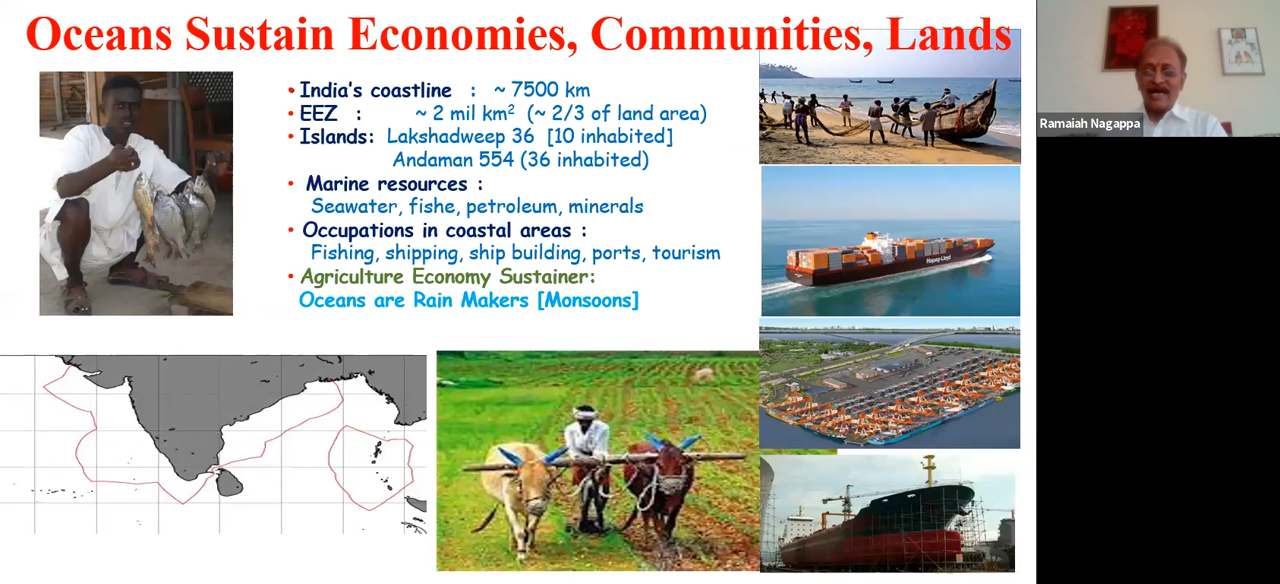 Oceans Sustain Economies, Communities, Lands
• India's coastline : ~ 7500 km
• EEZ : ~ 2 mil km² (~ 2/3 of land area)
• Islands: Lakshadweep 36 [10 inhabited]
Andaman 554 (36 inhabited)
• Marine resources :
Seawater, fishe, petroleum, minerals
• Occupations in coastal areas :
Fishing, shipping, ship building, ports, tourism
• Agriculture Economy Sustainer:
Oceans are Rain Makers [Monsoons]
Hapag-Lloyd
Ramaiah Nagappa